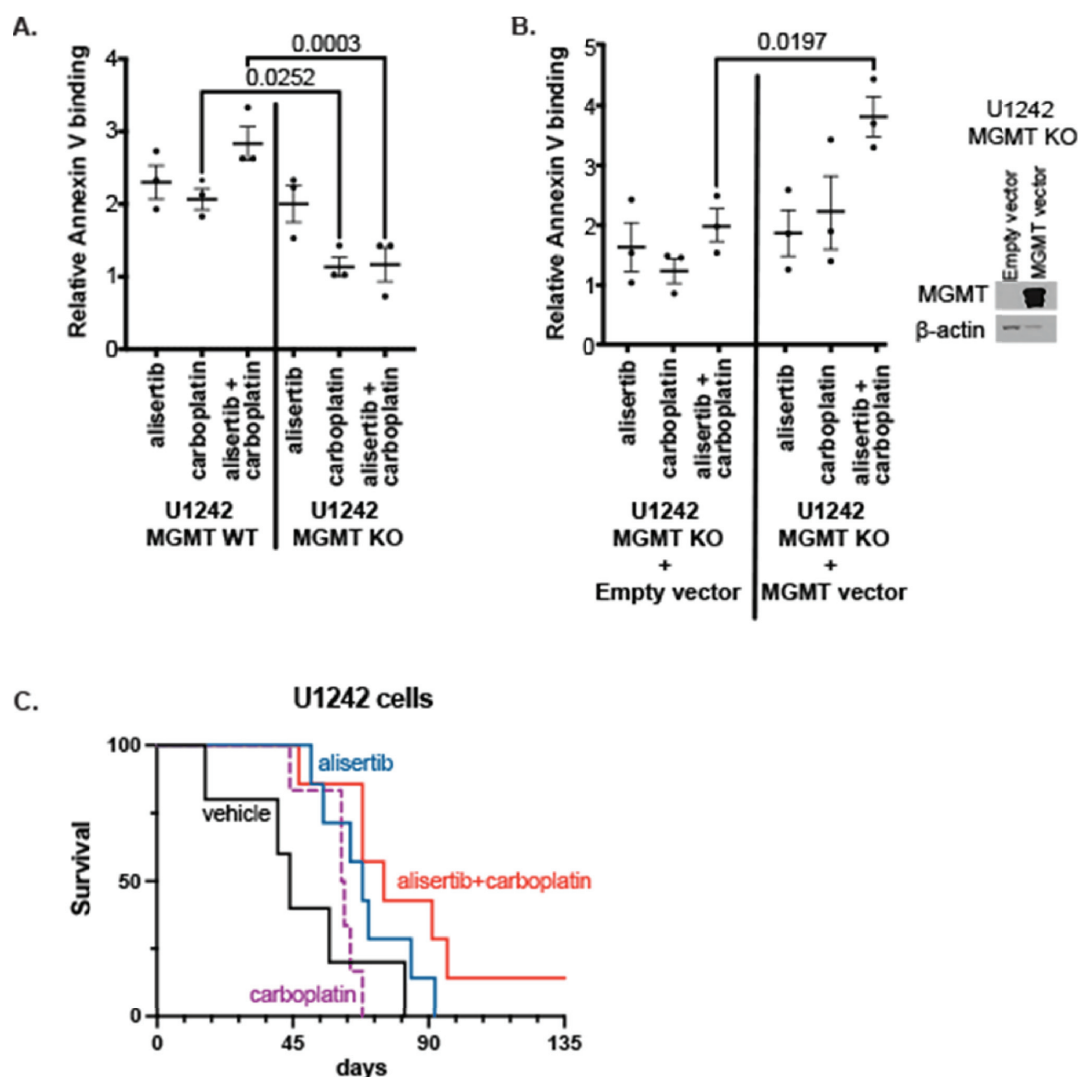 A.
0.0003
0.0252
4
3
2
1
0
Relative Annexin V binding
alisertib
carboplatin
alisertib +
carboplatin
alisertib
carboplatin
alisertib +
carboplatin
U1242
MGMT WT
U1242
MGMT KO
B.
0.0197
5
4
3
2
1
0
Relative Annexin V binding
alisertib
carboplatin
alisertib +
carboplatin
alisertib
carboplatin
alisertib +
carboplatin
U1242
MGMT KO
+
Empty vector
U1242
MGMT KO
+
MGMT vector
U1242
MGMT KO
Empty vector
MGMT vector
MGMT
β-actin
C.
U1242 cells
100
50
0
Survival
alisertib
vehicle
alisertib+carboplatin
carboplatin
0
45
90
135
days